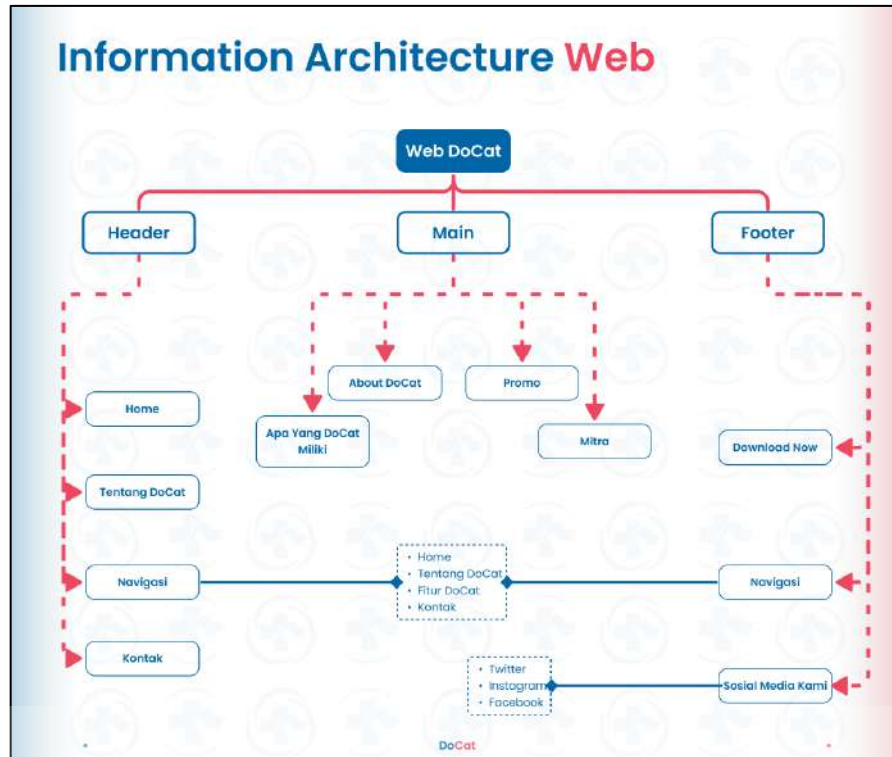 Information Architecture Web
Web DoCat
Header
Main
Footer
About DoCat
Promo
Home
Apa Yang DoCat
Miliki
Mitra
Download Now
Tentang DoCat
• Home
• Tentang DoCat
• Fitur DoCat
• Kontak
Navigasi
Navigasi
Kontak
• Twitter
• Instagram
• Facebook
Sosial Media Kami
DoCat